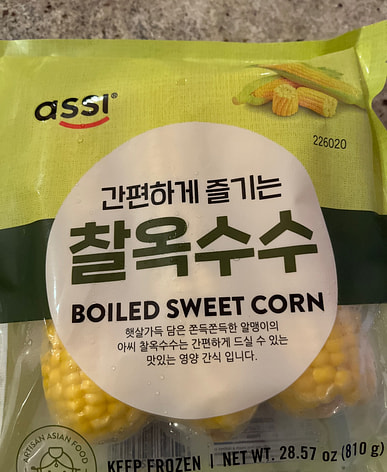 assi®
226020
간편하게 즐기는
찰옥수수
BOILED SWEET CORN
햇살가득 담은 쫀득쫀득한 알맹이의
아씨 찰옥수수는 간편하게 드실 수 있는
맛있는 영양 간식 입니다.
ARTISAN ASIAN FOOD
KEEP FROZEN | NET WT. 28.57 oz (810 g)